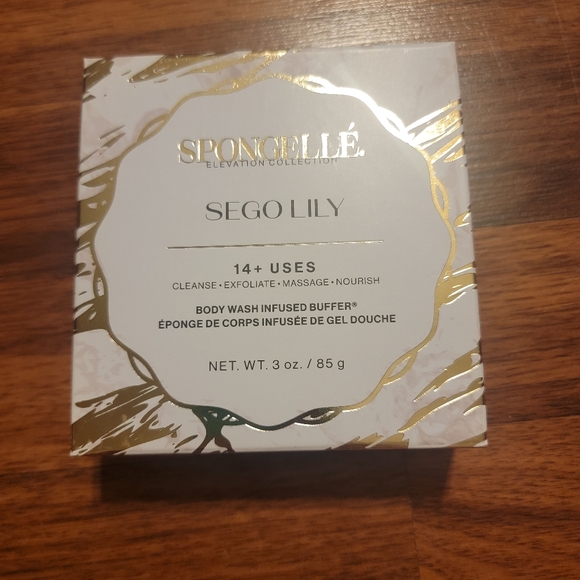 SPONGELLÉ.
ELEVATION COLLECTION
SEGO LILY
14+ USES
CLEANSE • EXFOLIATE • MASSAGE • NOURISH
BODY WASH INFUSED BUFFER®
ÉPONGE DE CORPS INFUSÉE DE GEL DOUCHE
NET. WT. 3 oz. / 85 g